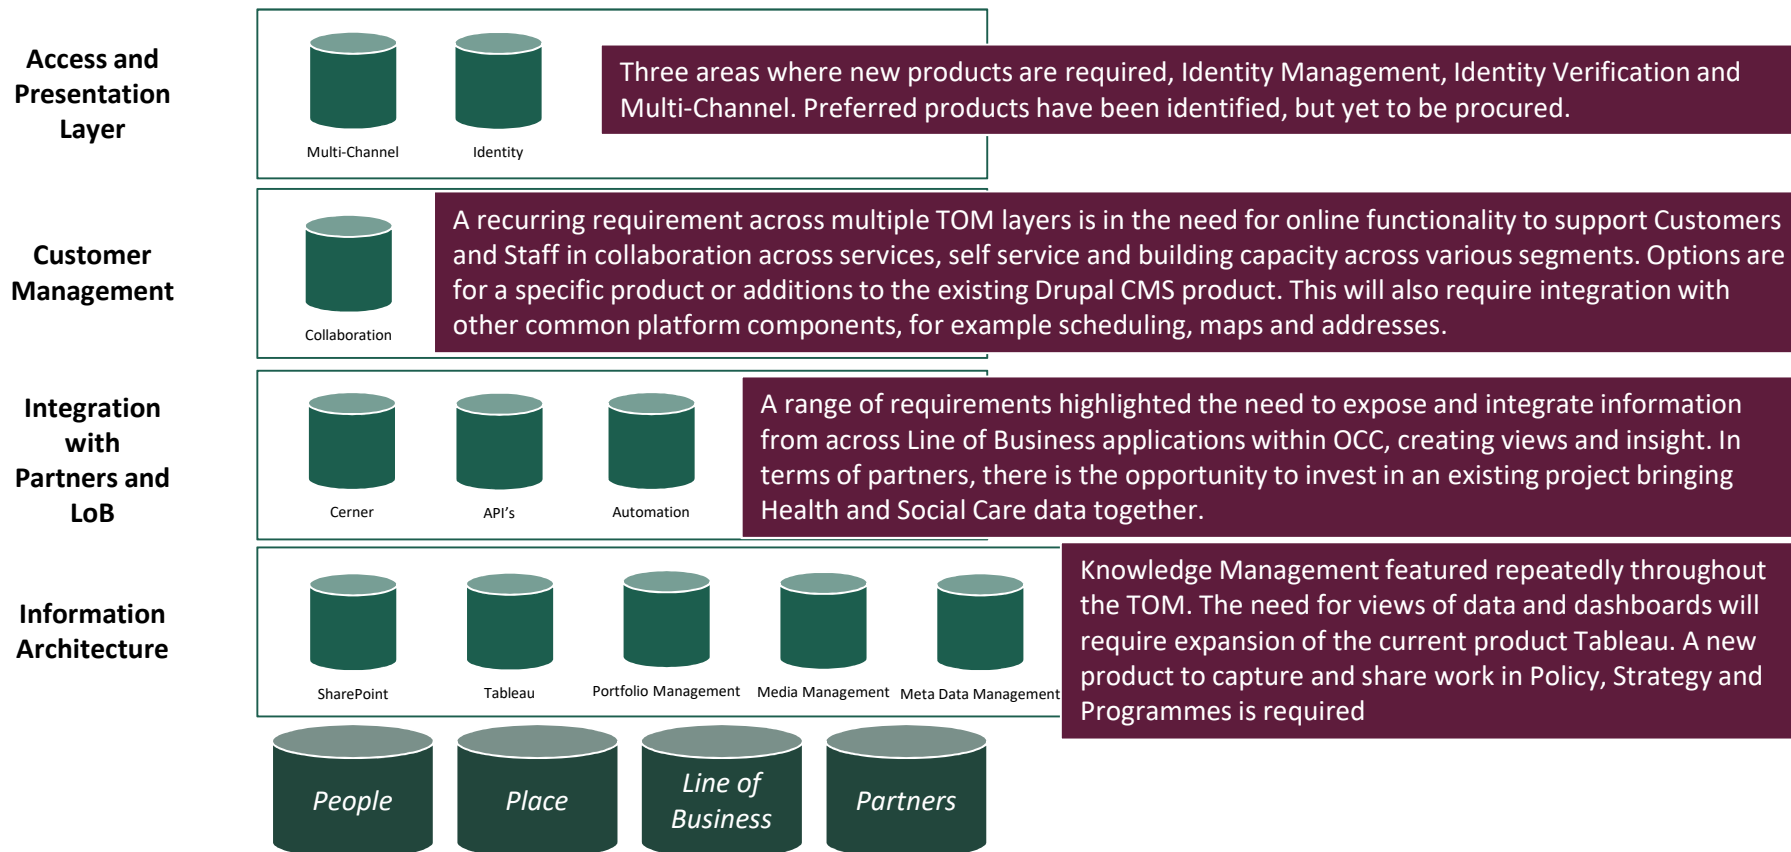 Access and
Presentation
Layer
Multi-Channel
Identity
Three areas where new products are required, Identity Management, Identity Verification and
Multi-Channel. Preferred products have been identified, but yet to be procured.
Customer
Management
Collaboration
A recurring requirement across multiple TOM layers is in the need for online functionality to support Customers
and Staff in collaboration across services, self service and building capacity across various segments. Options are
for a specific product or additions to the existing Drupal CMS product. This will also require integration with
other common platform components, for example scheduling, maps and addresses.
Integration
with
Partners and
LoB
Cerner
API's
Automation
A range of requirements highlighted the need to expose and integrate information
from across Line of Business applications within OCC, creating views and insight. In
terms of partners, there is the opportunity to invest in an existing project bringing
Health and Social Care data together.
Information
Architecture
SharePoint
Tableau
Portfolio Management
Media Management
Meta Data Management
Knowledge Management featured repeatedly throughout
the TOM. The need for views of data and dashboards will
require expansion of the current product Tableau. A new
product to capture and share work in Policy, Strategy and
Programmes is required
People
Place
Line of
Business
Partners